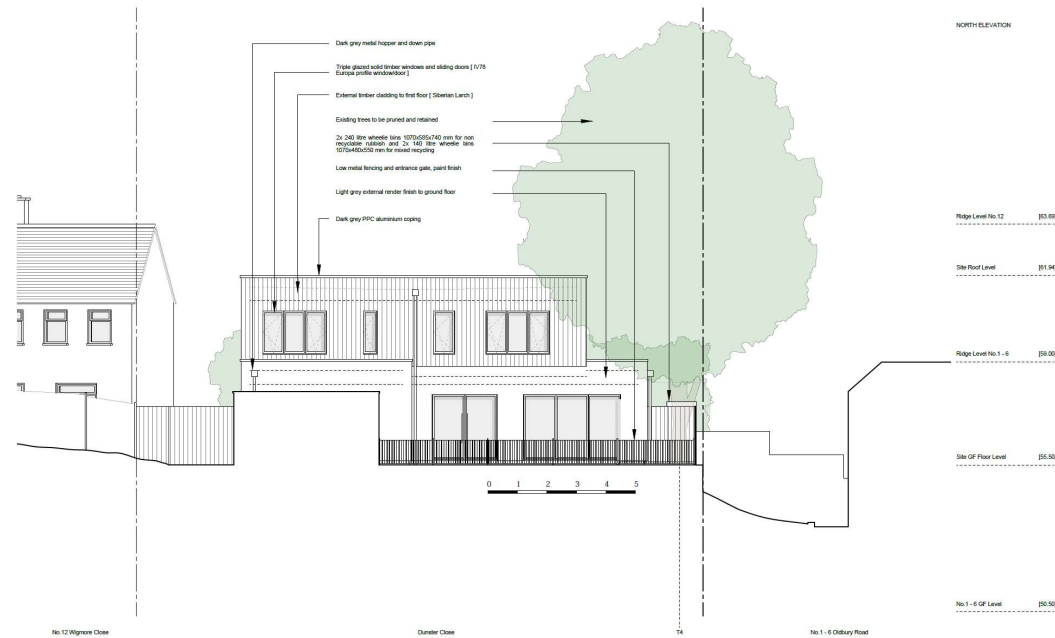 NORTH ELEVATION
Dark grey metal hopper and down pipe
Triple glazed solid timber windows and sliding doors [ IV78
Europa profile window/door ]
External timber cladding to first floor [ Siberian Larch ]
Existing trees to be pruned and retained
2x 240 litre wheelie bins 1070x585x740 mm for non
recyclable rubbish and 2x 140 litre wheelie bins
1070x480x550 mm for mixed recycling
Low metal fencing and entrance gate, paint finish
Light grey external render finish to ground floor
Dark grey PPC aluminium coping
Ridge Level No.12 [63.69
Site Roof Level [61.94
Ridge Level No.1 - 6 [59.00
Site GF Floor Level [55.50
0 1 2 3 4 5
No.1 - 6 GF Level [50.50
No.12 Wigmore Close
Dunster Close
T4
No.1 - 6 Oldbury Road